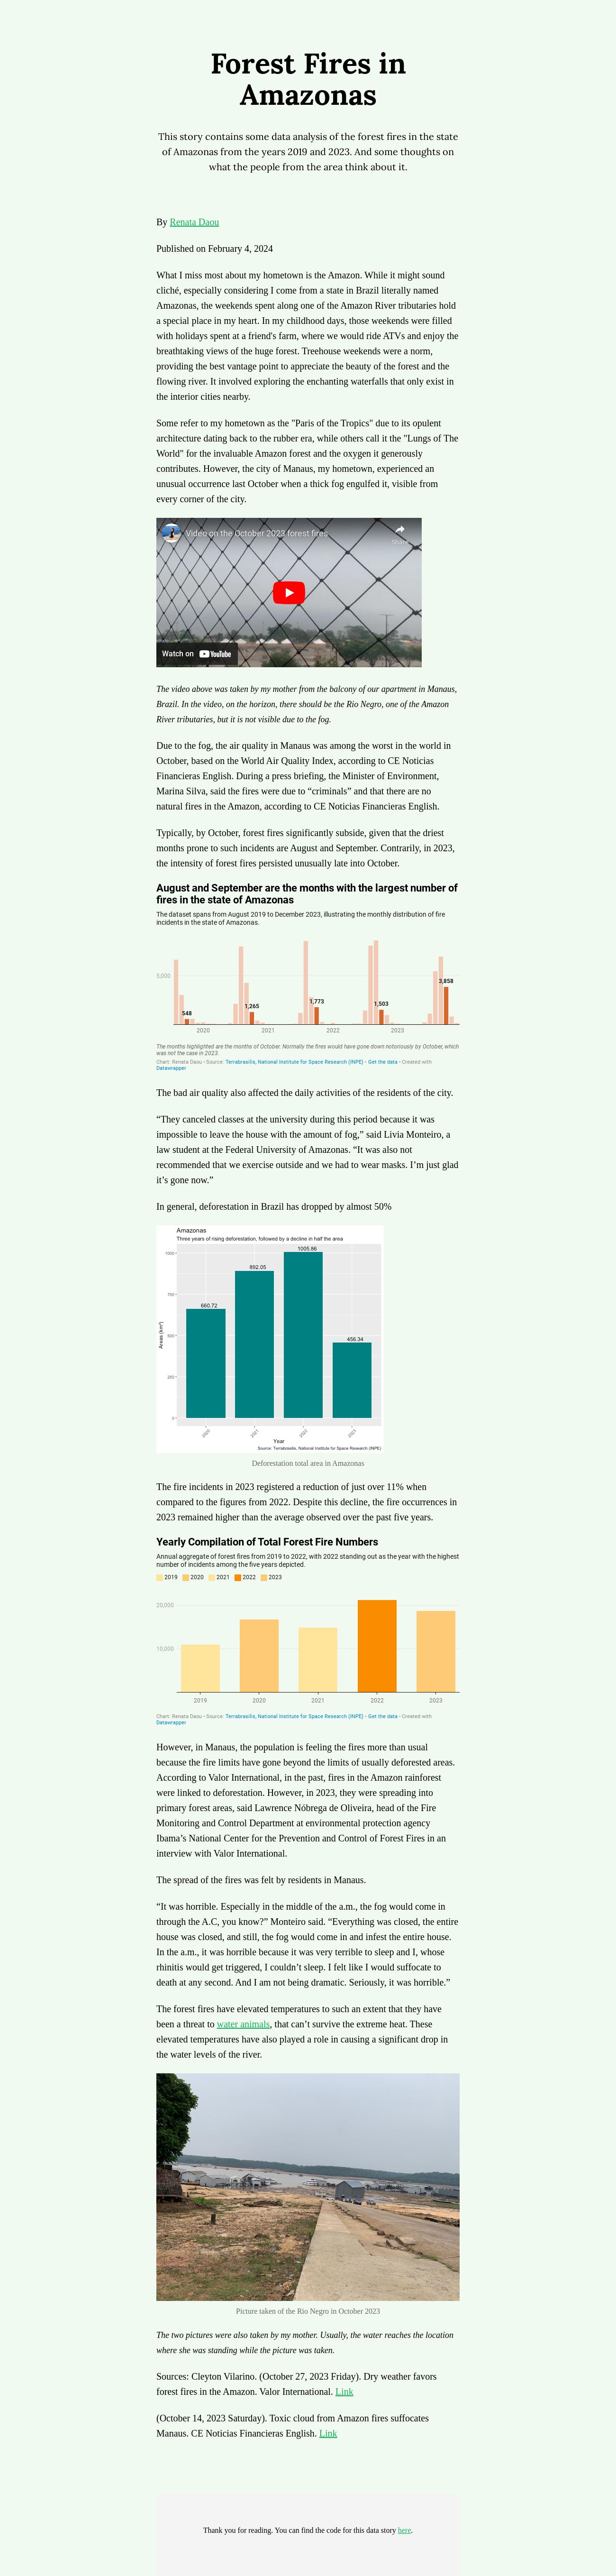 Forest Fires in
Amazonas
This story contains some data analysis of the forest fires in the state
of Amazonas from the years 2019 and 2023. And some thoughts on
what the people from the area think about it.
By Renata Daou
Published on February 4, 2024
What I miss most about my hometown is the Amazon. While it might sound
cliché, especially considering I come from a state in Brazil literally named
Amazonas, the weekends spent along one of the Amazon River tributaries hold
a special place in my heart. In my childhood days, those weekends were filled
with holidays spent at a friend's farm, where we would ride ATVs and enjoy the
breathtaking views of the huge forest. Treehouse weekends were a norm,
providing the best vantage point to appreciate the beauty of the forest and the
flowing river. It involved exploring the enchanting waterfalls that only exist in
the interior cities nearby.
Some refer to my hometown as the "Paris of the Tropics" due to its opulent
architecture dating back to the rubber era, while others call it the "Lungs of The
World" for the invaluable Amazon forest and the oxygen it generously
contributes. However, the city of Manaus, my hometown, experienced an
unusual occurrence last October when a thick fog engulfed it, visible from
every corner of the city.
Video on the October 2023 forest fires
Share
Watch on YouTube
The video above was taken by my mother from the balcony of our apartment in Manaus,
Brazil. In the video, on the horizon, there should be the Rio Negro, one of the Amazon
River tributaries, but it is not visible due to the fog.
Due to the fog, the air quality in Manaus was among the worst in the world in
October, based on the World Air Quality Index, according to CE Noticias
Financieras English. During a press briefing, the Minister of Environment,
Marina Silva, said the fires were due to “criminals” and that there are no
natural fires in the Amazon, according to CE Noticias Financieras English.
Typically, by October, forest fires significantly subside, given that the driest
months prone to such incidents are August and September. Contrarily, in 2023,
the intensity of forest fires persisted unusually late into October.
August and September are the months with the largest number of
fires in the state of Amazonas
The dataset spans from August 2019 to December 2023, illustrating the monthly distribution of fire
incidents in the state of Amazonas.
5,000
548
1,265
1,773
1,503
3,858
2020 2021 2022 2023
The months highlighted are the months of October. Normally the fires would have gone down notoriously by October, which
was not the case in 2023.
Chart: Renata Daou • Source: Terrabrasilis, National Institute for Space Research (INPE) • Get the data • Created with
Datawrapper
The bad air quality also affected the daily activities of the residents of the city.
“They canceled classes at the university during this period because it was
impossible to leave the house with the amount of fog,” said Livia Monteiro, a
law student at the Federal University of Amazonas. “It was also not
recommended that we exercise outside and we had to wear masks. I’m just glad
it’s gone now.”
In general, deforestation in Brazil has dropped by almost 50%
Amazonas
Three years of rising deforestation, followed by a decline in half the area
1005.86
892.05
660.72
456.34
1000
750
500
250
0
Areas (km²)
2020 2021 2022 2023
Year
Source: Terrabrasilis, National Institute for Space Research (INPE)
Deforestation total area in Amazonas
The fire incidents in 2023 registered a reduction of just over 11% when
compared to the figures from 2022. Despite this decline, the fire occurrences in
2023 remained higher than the average observed over the past five years.
Yearly Compilation of Total Forest Fire Numbers
Annual aggregate of forest fires from 2019 to 2022, with 2022 standing out as the year with the highest
number of incidents among the five years depicted.
2019 2020 2021 2022 2023
20,000
10,000
2019 2020 2021 2022 2023
Chart: Renata Daou • Source: Terrabrasilis, National Institute for Space Research (INPE) • Get the data • Created with
Datawrapper
However, in Manaus, the population is feeling the fires more than usual
because the fire limits have gone beyond the limits of usually deforested areas.
According to Valor International, in the past, fires in the Amazon rainforest
were linked to deforestation. However, in 2023, they were spreading into
primary forest areas, said Lawrence Nóbrega de Oliveira, head of the Fire
Monitoring and Control Department at environmental protection agency
Ibama’s National Center for the Prevention and Control of Forest Fires in an
interview with Valor International.
The spread of the fires was felt by residents in Manaus.
“It was horrible. Especially in the middle of the a.m., the fog would come in
through the A.C, you know?” Monteiro said. “Everything was closed, the entire
house was closed, and still, the fog would come in and infest the entire house.
In the a.m., it was horrible because it was very terrible to sleep and I, whose
rhinitis would get triggered, I couldn’t sleep. I felt like I would suffocate to
death at any second. And I am not being dramatic. Seriously, it was horrible.”
The forest fires have elevated temperatures to such an extent that they have
been a threat to water animals, that can’t survive the extreme heat. These
elevated temperatures have also played a role in causing a significant drop in
the water levels of the river.
Picture taken of the Rio Negro in October 2023
The two pictures were also taken by my mother. Usually, the water reaches the location
where she was standing while the picture was taken.
Sources: Cleyton Vilarino. (October 27, 2023 Friday). Dry weather favors
forest fires in the Amazon. Valor International. Link
(October 14, 2023 Saturday). Toxic cloud from Amazon fires suffocates
Manaus. CE Noticias Financieras English. Link
Thank you for reading. You can find the code for this data story here.